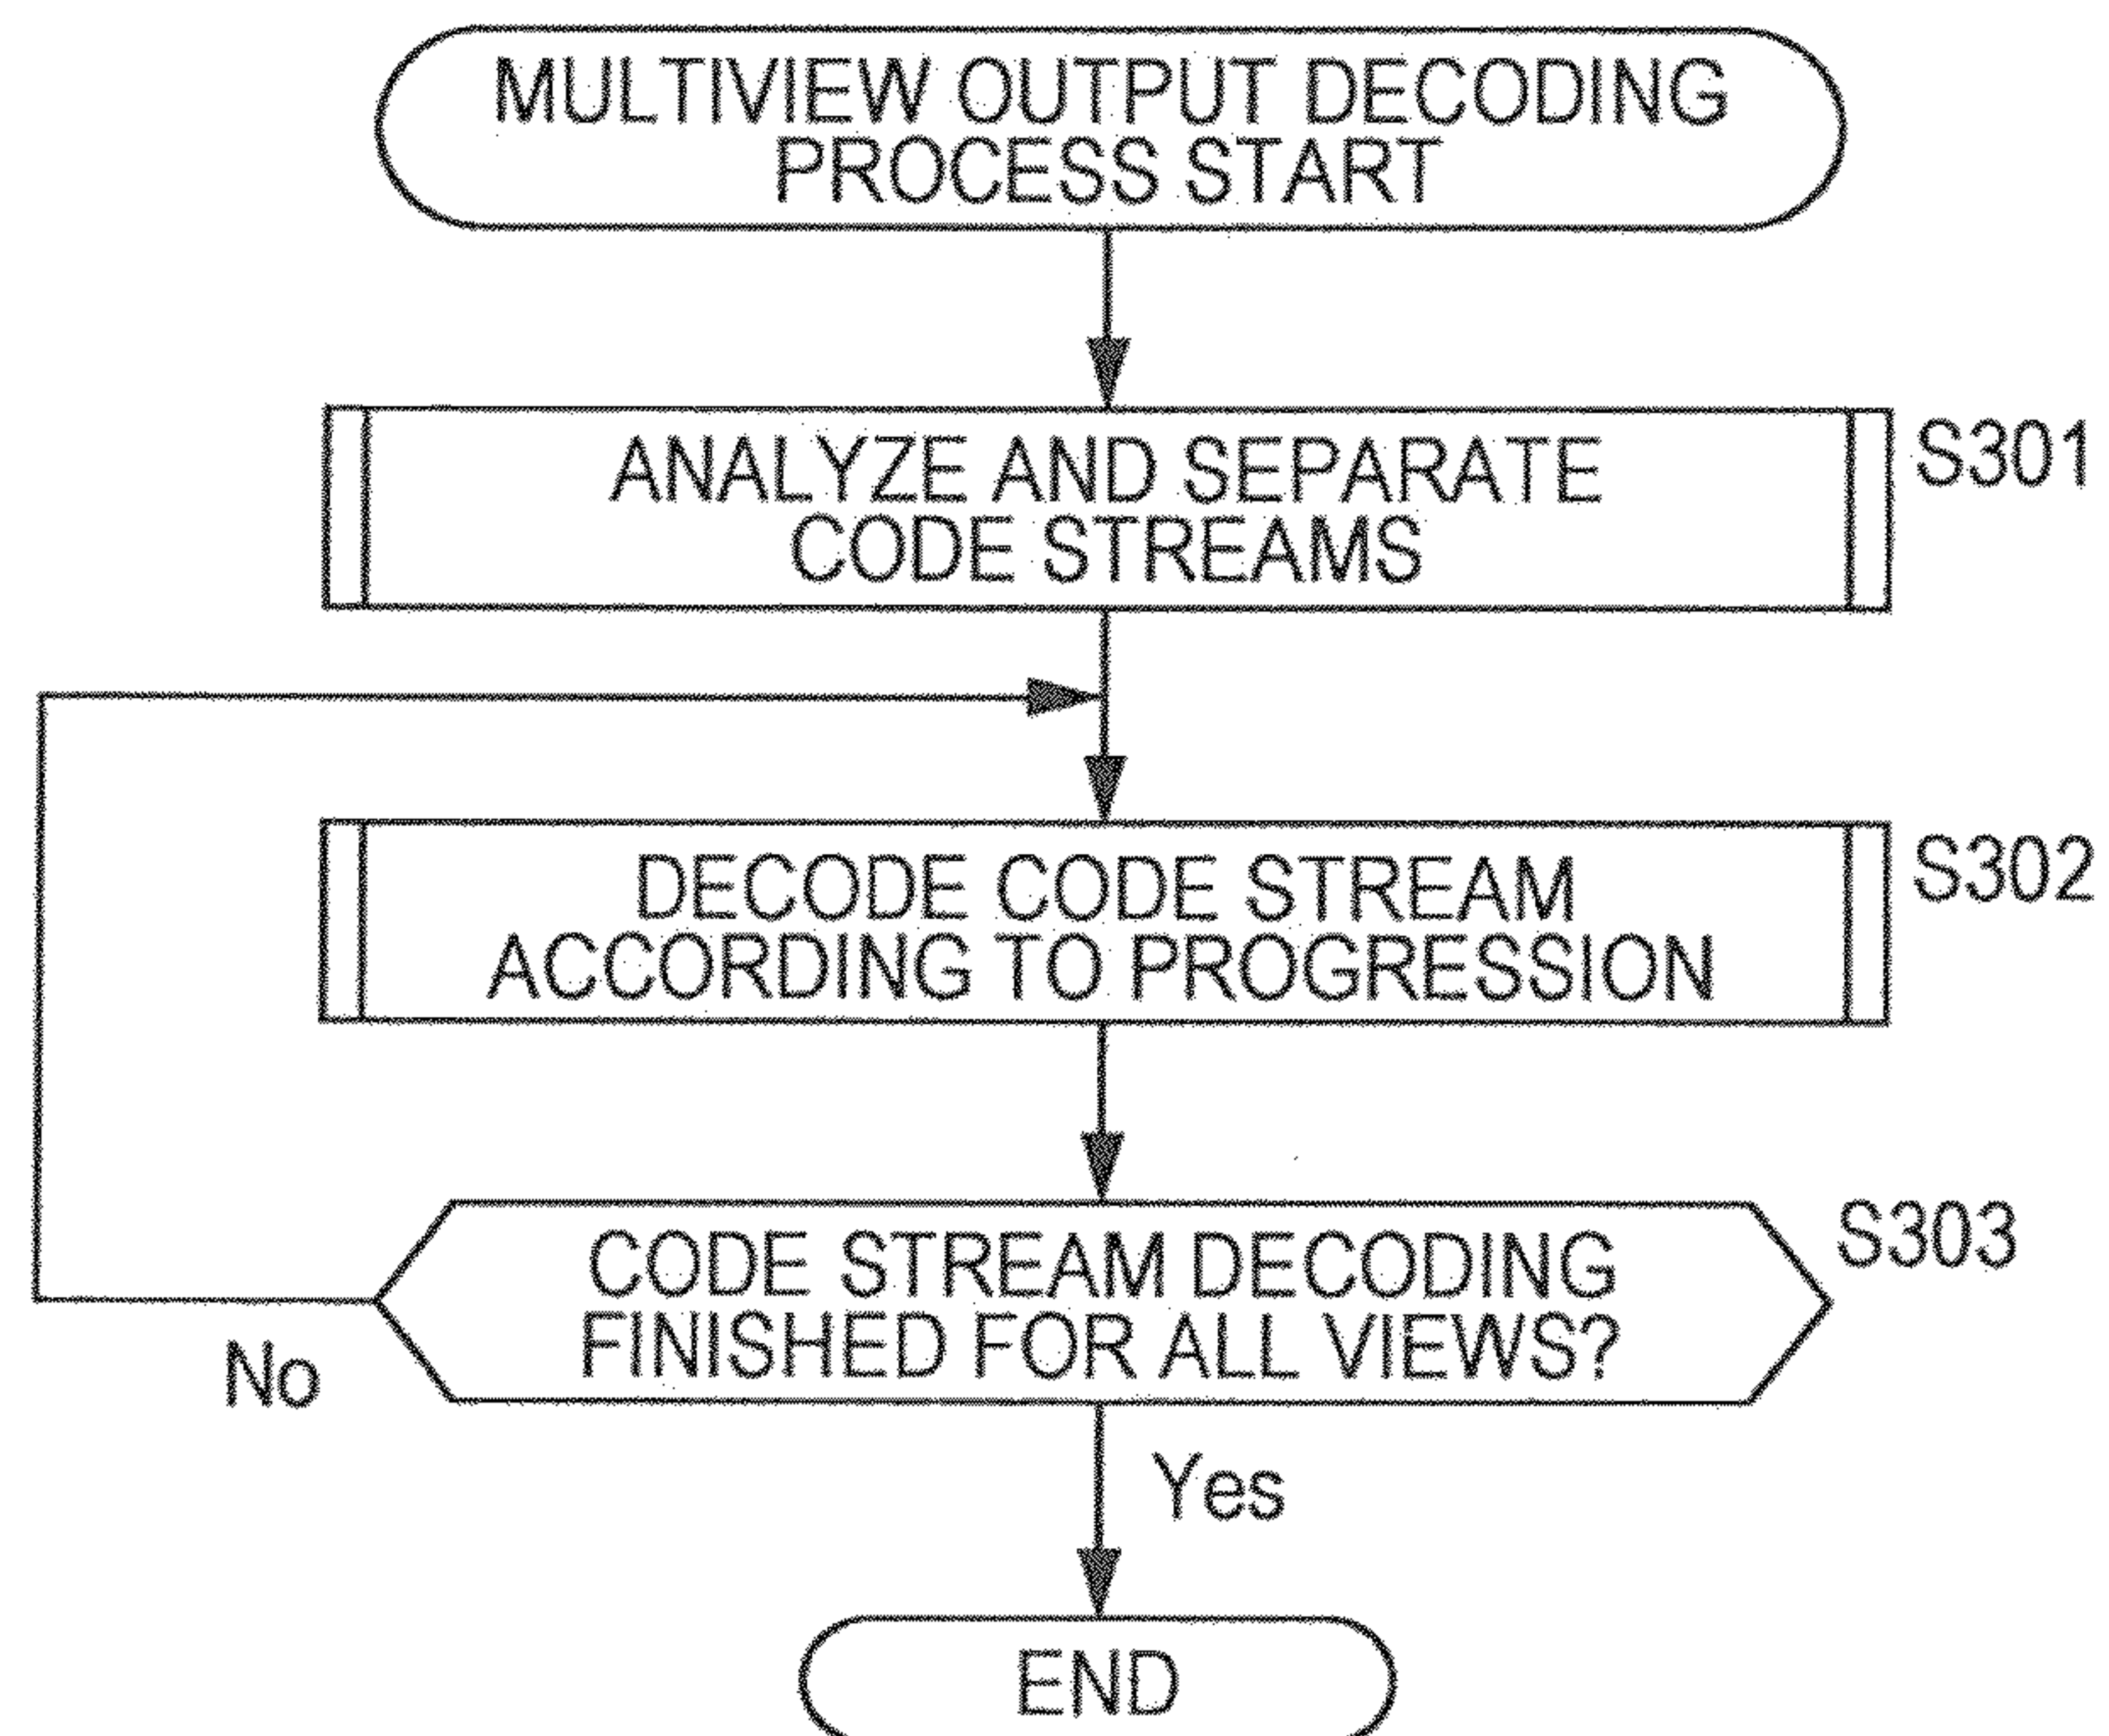 MULTIVIEW OUTPUT DECODING
PROCESS START
ANALYZE AND SEPARATE
CODE STREAMS
S301
DECODE CODE STREAM
ACCORDING TO PROGRESSION
S302
CODE STREAM DECODING
FINISHED FOR ALL VIEWS?
S303
No
Yes
END